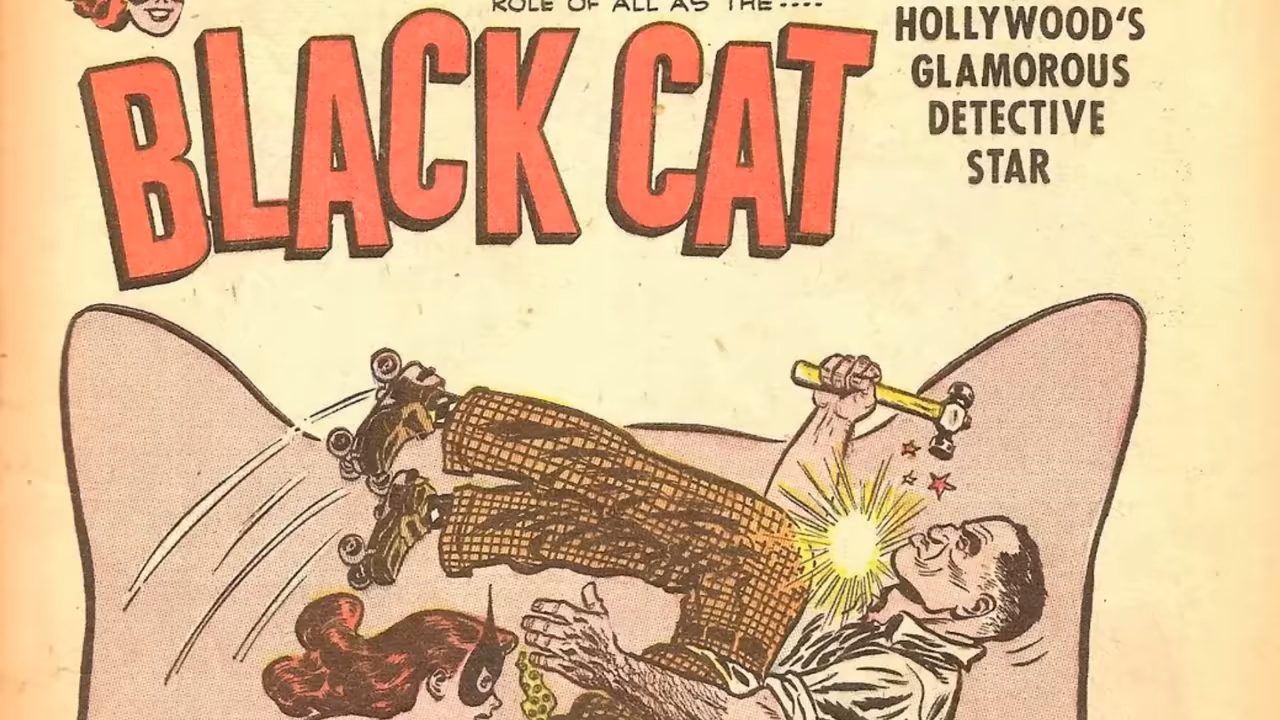 ROLE OF ALL AS THE----
BLACK CAT
HOLLYWOOD'S
GLAMOROUS
DETECTIVE
STAR